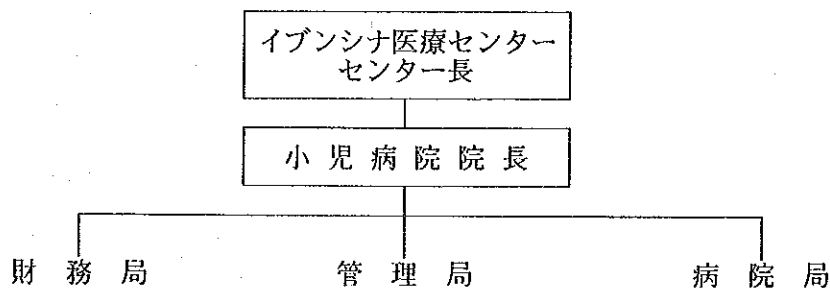 イブンシナ医療センター
センター長
小児病院院長
財務局
管理局
病院局